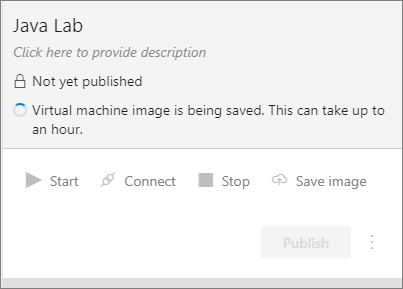 Java Lab
Click here to provide description
Not yet published
Virtual machine image is being saved. This can take up to
an hour.
Start Connect Stop Save image
Publish